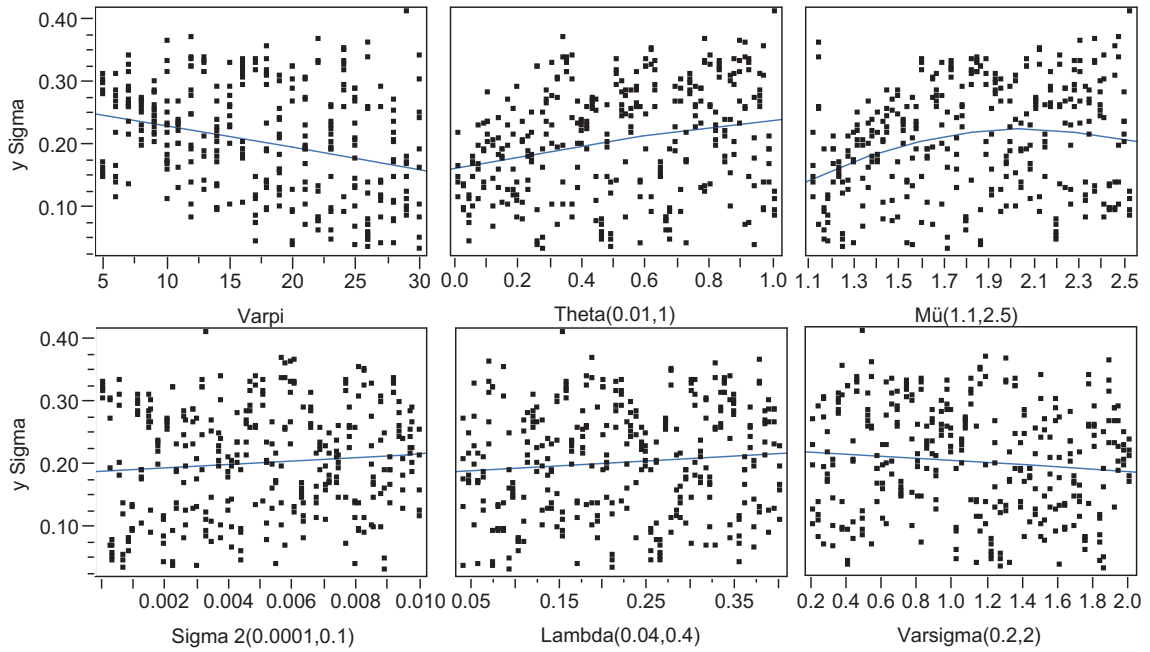 0.40
0.30
0.20
0.10
y Sigma
5 10 15 20 25 30
0.0 0.2 0.4 0.6 0.8 1.0
1.1 1.3 1.5 1.7 1.9 2.1 2.3 2.5
Varpi
Theta(0.01,1)
Mü(1.1,2.5)
0.40
0.30
0.20
0.10
y Sigma
0.002 0.004 0.006 0.008 0.010
0.05 0.15 0.25 0.35
0.2 0.4 0.6 0.8 1.0 1.2 1.4 1.6 1.8 2.0
Sigma 2(0.0001,0.1)
Lambda(0.04,0.4)
Varsigma(0.2,2)